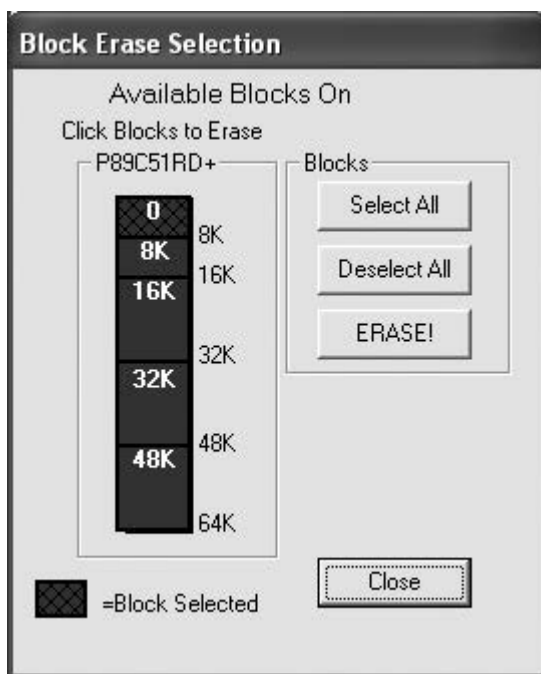 Block Erase Selection
Available Blocks On
Click Blocks to Erase
P89C51RD+
Blocks
0
8K
8K
16K
16K
32K
32K
48K
48K
64K
Select All
Deselect All
ERASE!
=Block Selected
Close